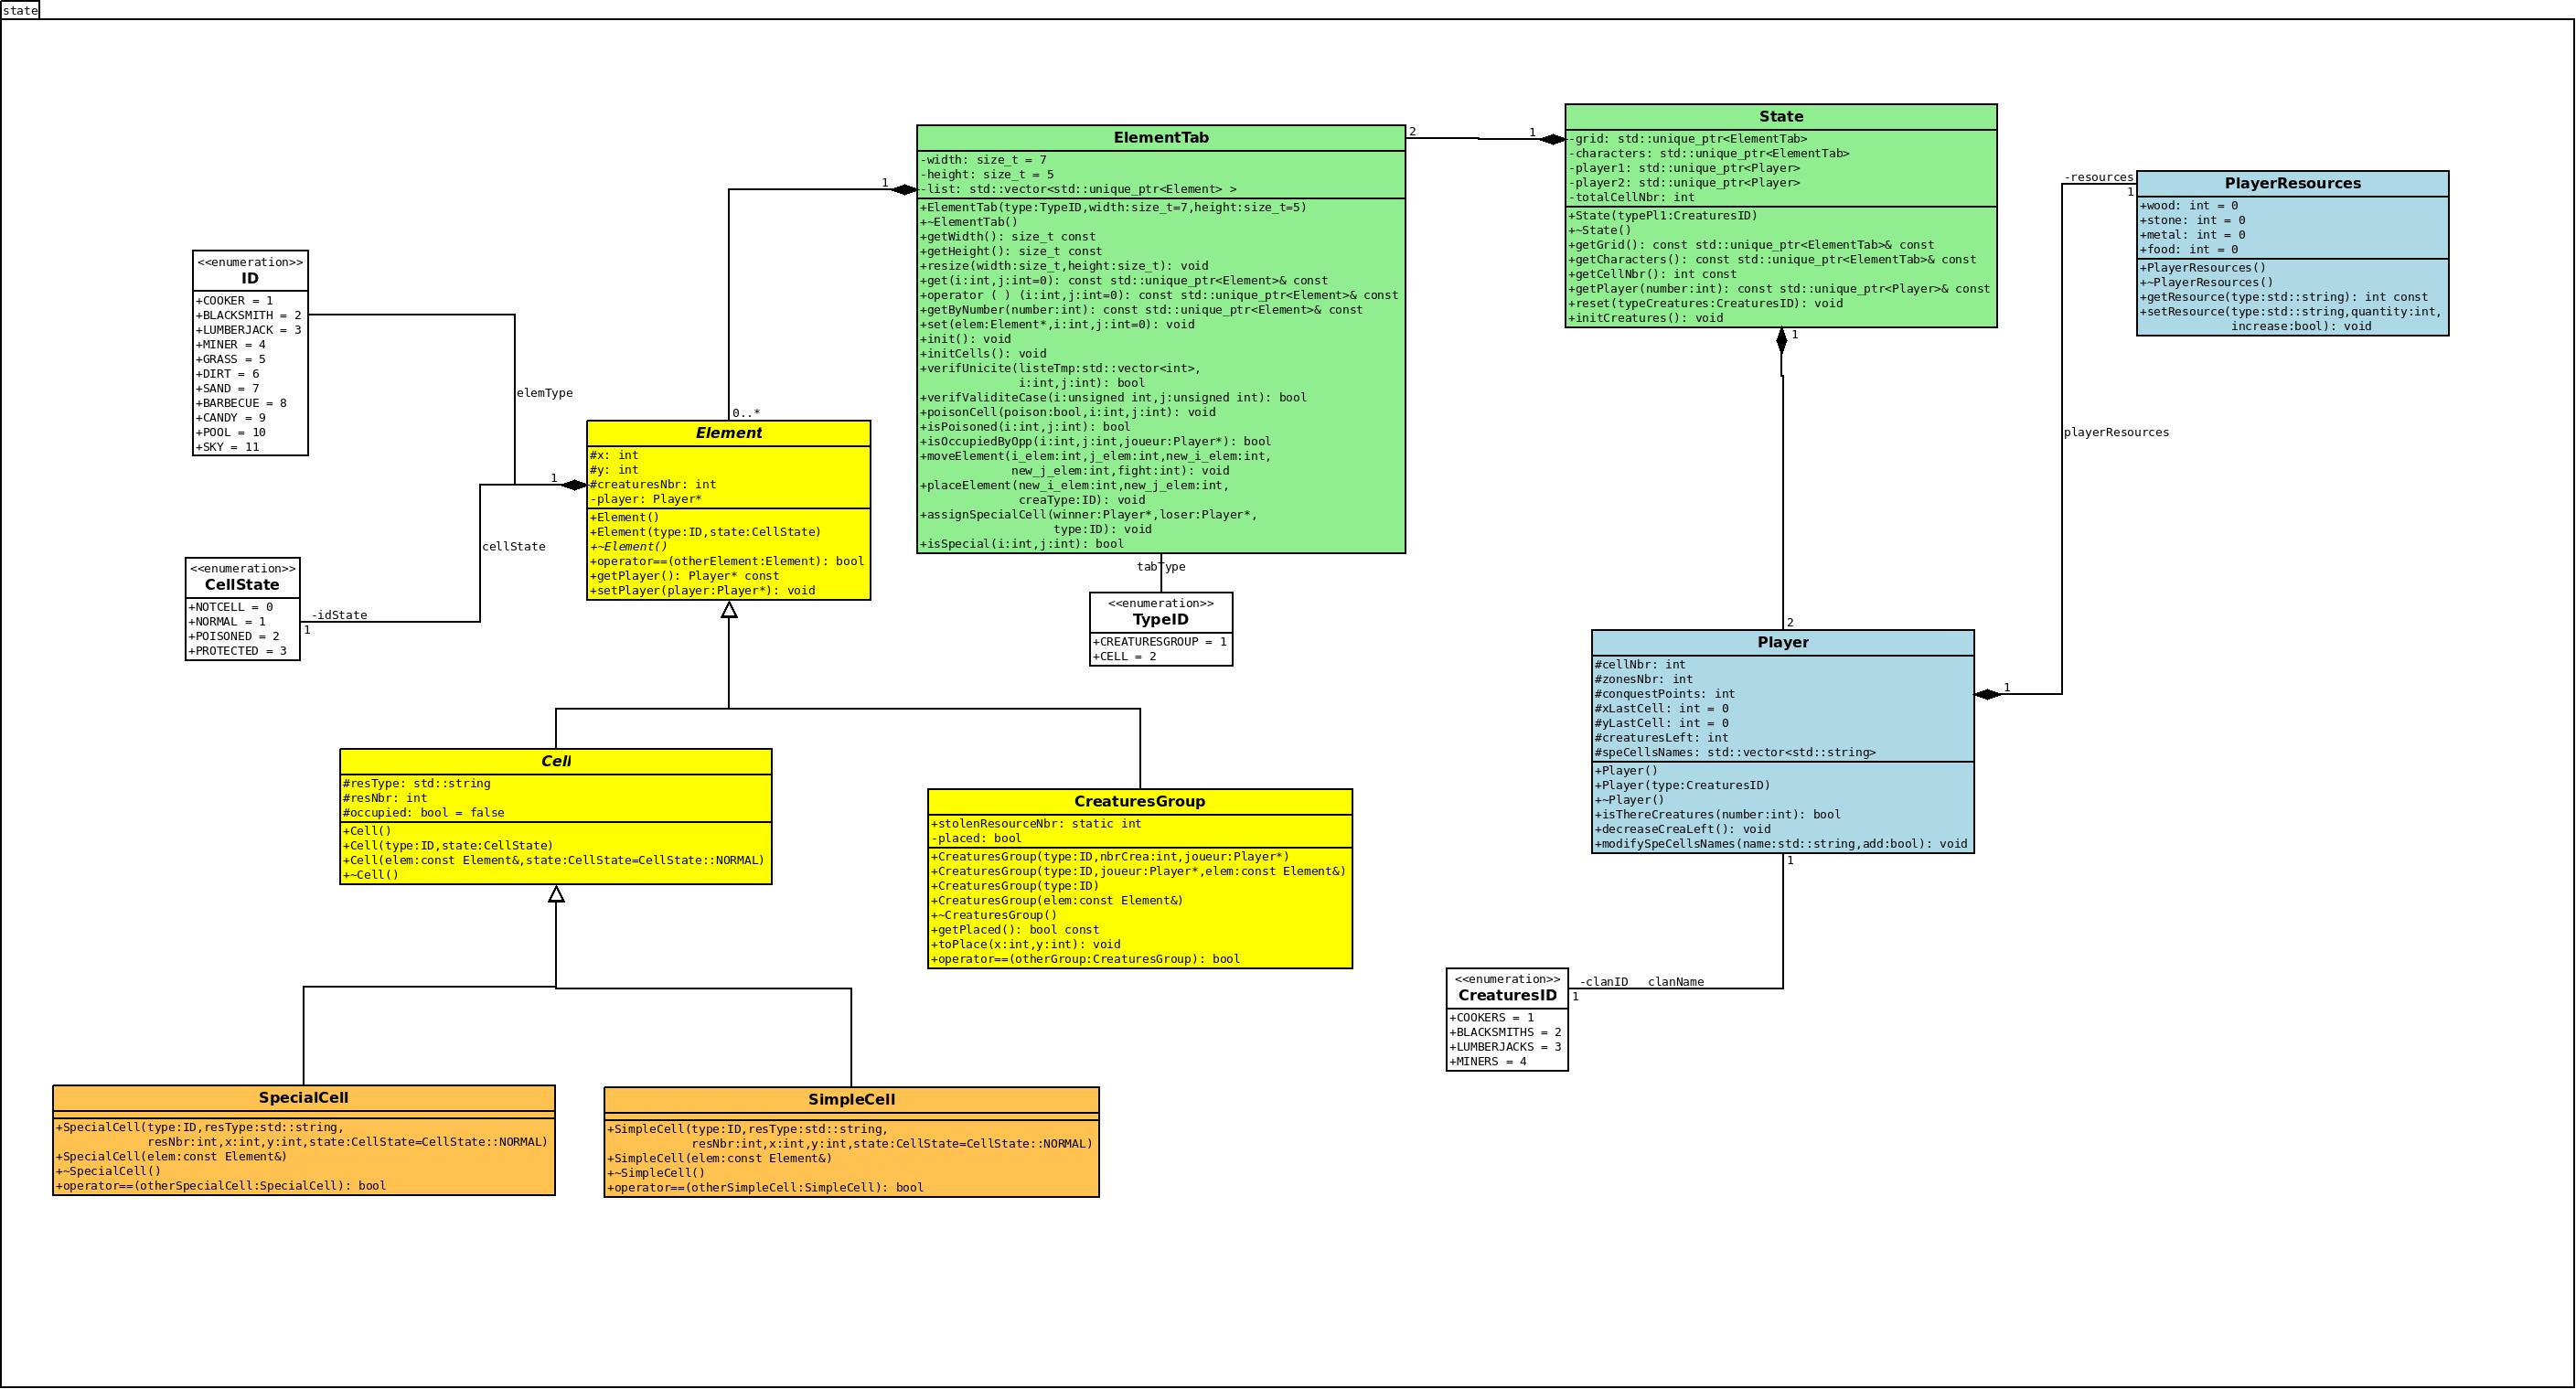 state
State
-grid: std::unique_ptr<ElementTab>
-characters: std::unique_ptr<ElementTab>
-player1: std::unique_ptr<Player>
-player2: std::unique_ptr<Player>
-totalCellNbr: int
+State(typePl1:CreaturesID)
+~State()
+getGrid(): const std::unique_ptr<ElementTab>& const
+getCharacters(): const std::unique_ptr<ElementTab>& const
+getCellNbr(): int const
+getPlayer(number:int): const std::unique_ptr<Player>& const
+reset(typeCreatures:CreaturesID): void
+initCreatures(): void
2
1
1
ElementTab
-width: size_t = 7
-height: size_t = 5
-list: std::vector<std::unique_ptr<Element> >
+ElementTab(type:TypeID,width:size_t=7,height:size_t=5)
+~ElementTab()
+getWidth(): size_t const
+getHeight(): size_t const
+resize(width:size_t,height:size_t): void
+get(i:int,j:int=0): const std::unique_ptr<Element>& const
+operator ( ) (i:int,j:int=0): const std::unique_ptr<Element>& const
+getByNumber(number:int): const std::unique_ptr<Element>& const
+set(elem:Element*,i:int,j:int=0): void
+init(): void
+initCells(): void
+verifUnicite(listeTmp:std::vector<int>,
i:int,j:int): bool
+verifValiditeCase(i:unsigned int,j:unsigned int): bool
+poisonCell(poison:bool,i:int,j:int): void
+isPoisoned(i:int,j:int): bool
+isOccupiedByOpp(i:int,j:int,joueur:Player*): bool
+moveElement(i_elem:int,j_elem:int,new_i_elem:int,
new_j_elem:int,fight:int): void
+placeElement(new_i_elem:int,new_j_elem:int,
creaType:ID): void
+assignSpecialCell(winner:Player*,loser:Player*,
type:ID): void
+isSpecial(i:int,j:int): bool
1
0..*
-resources
1
PlayerResources
+wood: int = 0
+stone: int = 0
+metal: int = 0
+food: int = 0
+PlayerResources()
+~PlayerResources()
+getResource(type:std::string): int const
+setResource(type:std::string,quantity:int,
increase:bool): void
playerResources
<<enumeration>>
ID
+COOKER = 1
+BLACKSMITH = 2
+LUMBERJACK = 3
+MINER = 4
+GRASS = 5
+DIRT = 6
+SAND = 7
+BARBECUE = 8
+CANDY = 9
+POOL = 10
+SKY = 11
elemType
1
Element
#x: int
#y: int
#creaturesNbr: int
-player: Player*
+Element()
+Element(type:ID,state:CellState)
+~Element()
+operator==(otherElement:Element): bool
+getPlayer(): Player* const
+setPlayer(player:Player*): void
cellState
<<enumeration>>
CellState
+NOTCELL = 0
+NORMAL = 1
+POISONED = 2
+PROTECTED = 3
-idState
1
tabType
<<enumeration>>
TypeID
+CREATURESGROUP = 1
+CELL = 2
2
Player
#cellNbr: int
#zonesNbr: int
#conquestPoints: int
#xLastCell: int = 0
#yLastCell: int = 0
#creaturesLeft: int
#speCellsNames: std::vector<std::string>
+Player()
+Player(type:CreaturesID)
+~Player()
+isThereCreatures(number:int): bool
+decreaseCreaLeft(): void
+modifySpeCellsNames(name:std::string,add:bool): void
1
1
Cell
#resType: std::string
#resNbr: int
#occupied: bool = false
+Cell()
+Cell(type:ID,state:CellState)
+Cell(elem:const Element&,state:CellState=CellState::NORMAL)
+~Cell()
CreaturesGroup
+stolenResourceNbr: static int
-placed: bool
+CreaturesGroup(type:ID,nbrCrea:int,joueur:Player*)
+CreaturesGroup(type:ID,joueur:Player*,elem:const Element&)
+CreaturesGroup(type:ID)
+CreaturesGroup(elem:const Element&)
+~CreaturesGroup()
+getPlaced(): bool const
+toPlace(x:int,y:int): void
+operator==(otherGroup:CreaturesGroup): bool
<<enumeration>>
CreaturesID
+COOKERS = 1
+BLACKSMITHS = 2
+LUMBERJACKS = 3
+MINERS = 4
-clanID clanName
1
SpecialCell
+SpecialCell(type:ID,resType:std::string,
resNbr:int,x:int,y:int,state:CellState=CellState::NORMAL)
+SpecialCell(elem:const Element&)
+~SpecialCell()
+operator==(otherSpecialCell:SpecialCell): bool
SimpleCell
+SimpleCell(type:ID,resType:std::string,
resNbr:int,x:int,y:int,state:CellState=CellState::NORMAL)
+SimpleCell(elem:const Element&)
+~SimpleCell()
+operator==(otherSimpleCell:SimpleCell): bool